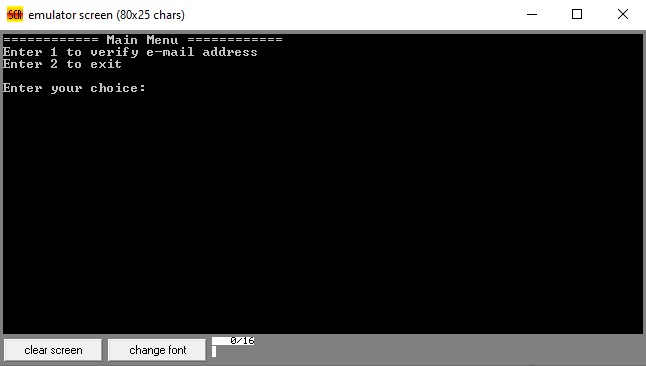 SCR emulator screen (80x25 chars)
============ Main Menu ============
Enter 1 to verify e-mail address
Enter 2 to exit
Enter your choice:
clear screen
change font
0/16